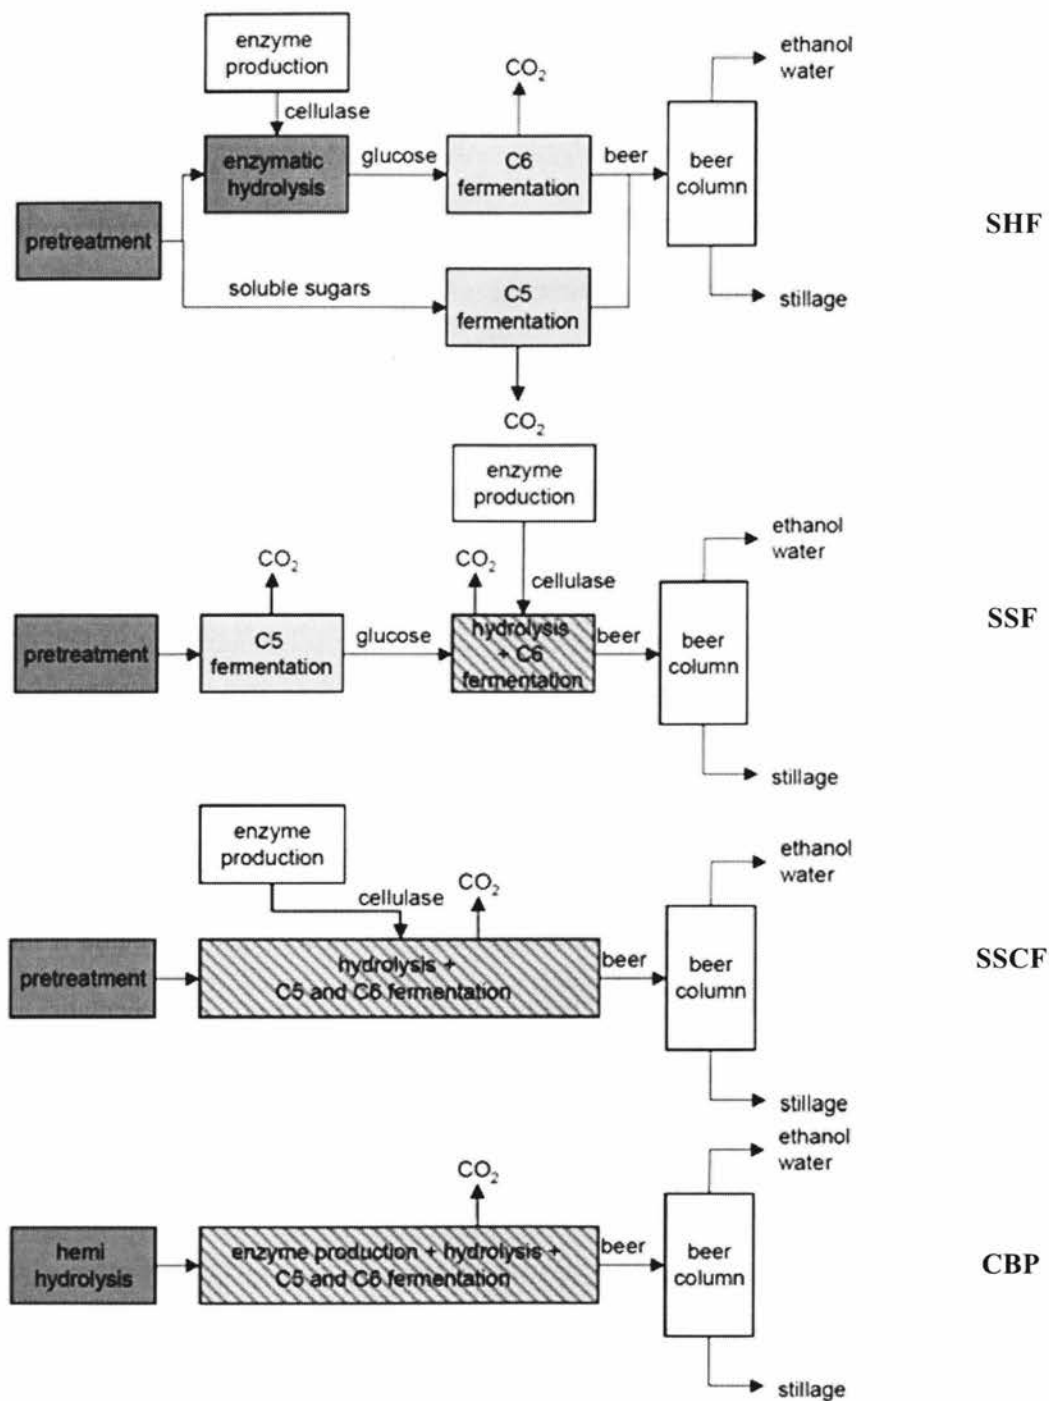 enzyme
production
cellulase
CO2
ethanol
water
enzymatic
hydrolysis
glucose
C6
fermentation
beer
beer
column
pretreatment
soluble sugars
C5
fermentation
CO2
stillage
SHF
enzyme
production
cellulase
CO2
CO2
ethanol
water
pretreatment
C5
fermentation
glucose
hydrolysis
+ C6
fermentation
beer
beer
column
stillage
SSF
enzyme
production
cellulase
CO2
ethanol
water
pretreatment
hydrolysis +
C5 and C6 fermentation
beer
beer
column
stillage
SSCF
CO2
ethanol
water
hemi
hydrolysis
enzyme production + hydrolysis +
C5 and C6 fermentation
beer
beer
column
stillage
CBP